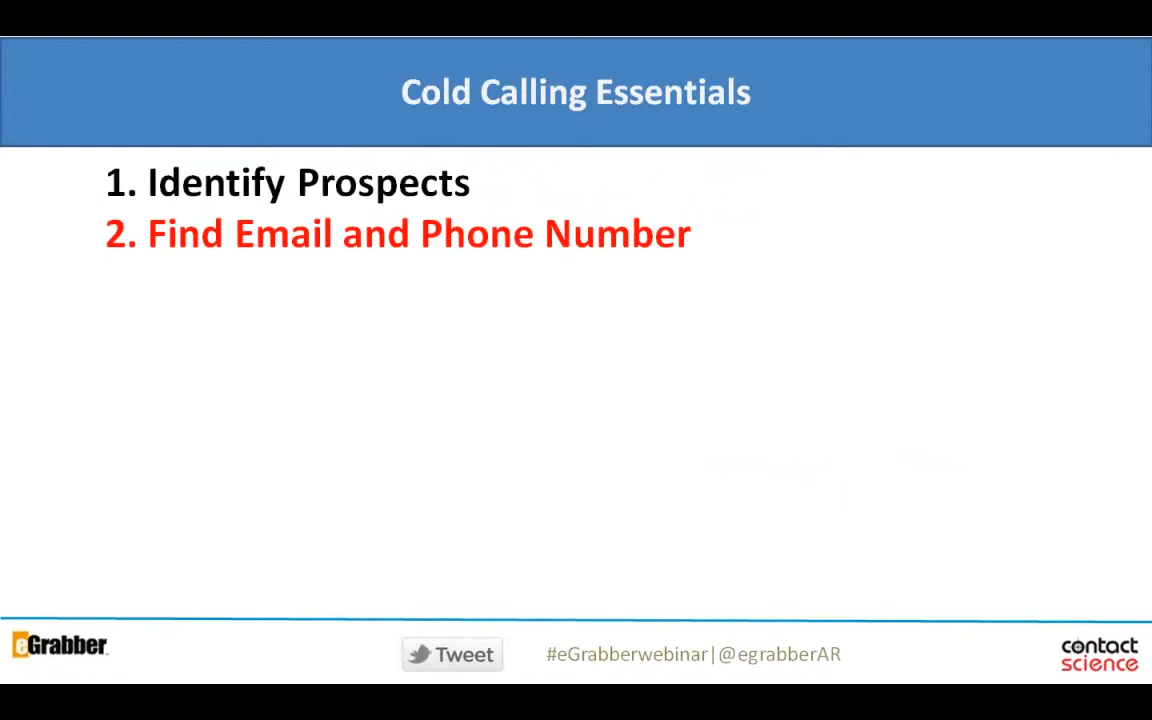 Cold Calling Essentials
1. Identify Prospects
2. Find Email and Phone Number
eGrabber
Tweet
#eGrabberwebinar|@egrabberAR
contact
science